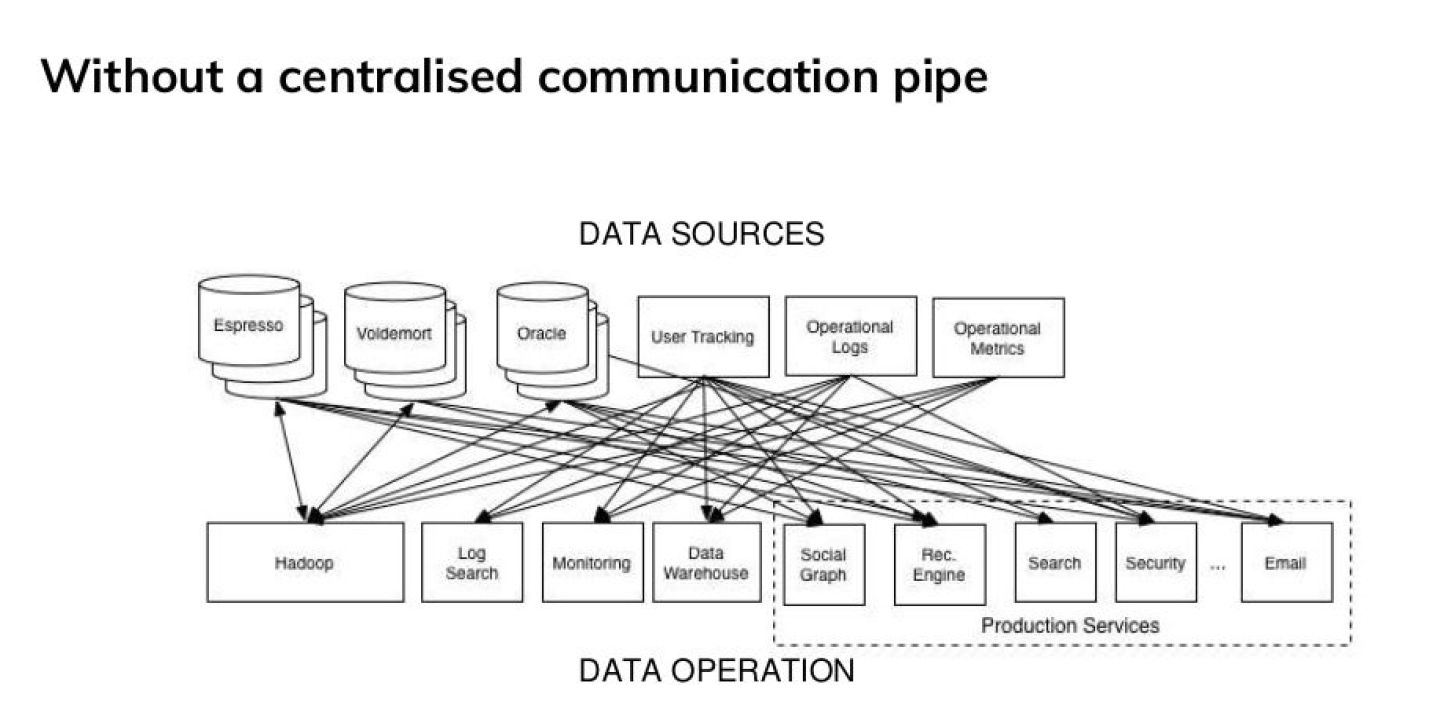 Without a centralised communication pipe
DATA SOURCES
Espresso
Voldemort
Oracle
User Tracking
Operational
Logs
Operational
Metrics
Hadoop
Log
Search
Monitoring
Data
Warehouse
Social
Graph
Rec.
Engine
Search
Security
...
Email
Production Services
DATA OPERATION